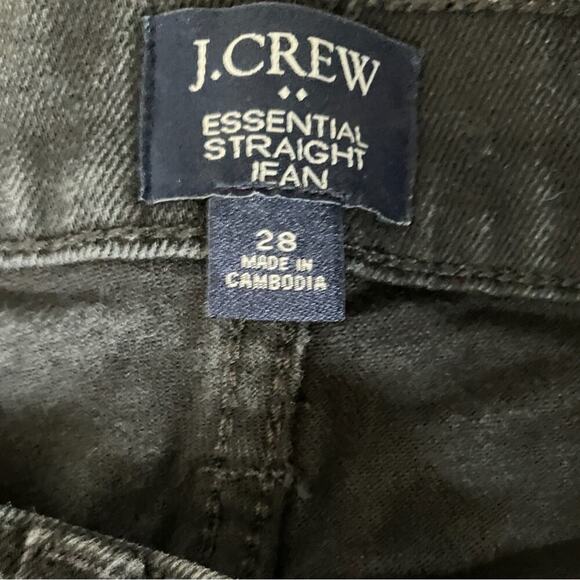 J.CREW
ESSENTIAL
STRAIGHT
JEAN
28
MADE IN
CAMBODIA